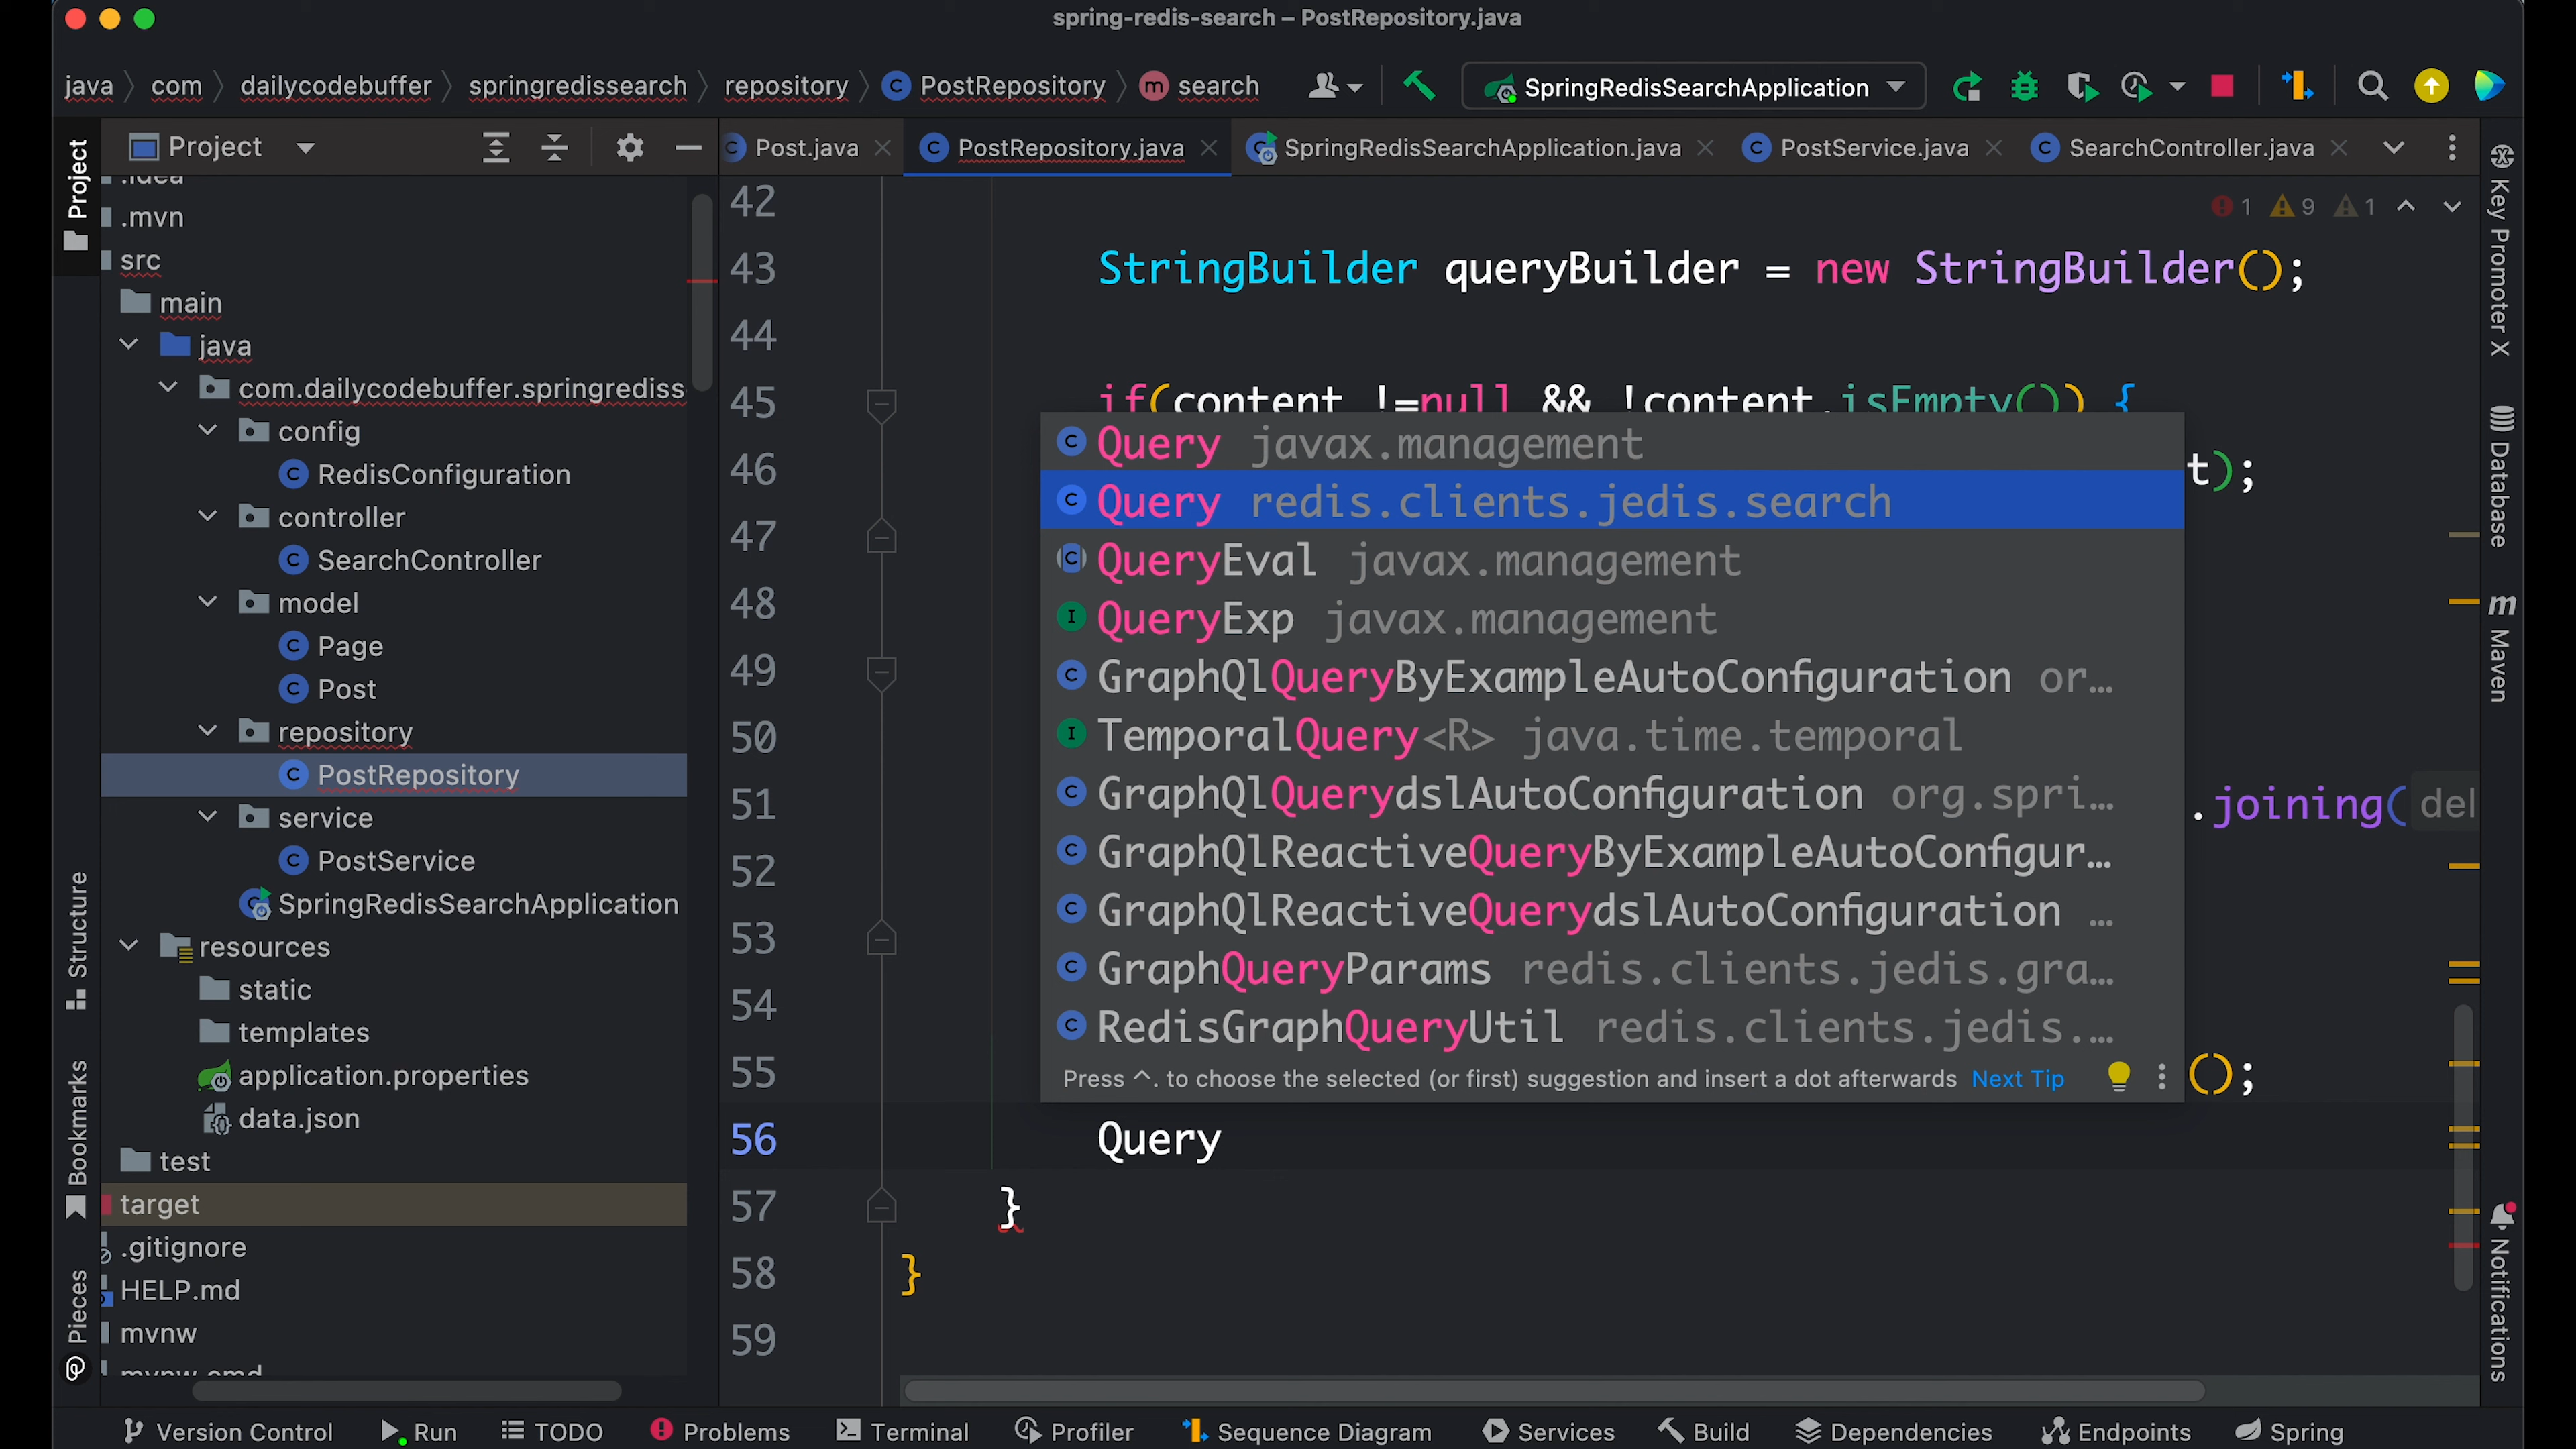 spring-redis-search – PostRepository.java
java com dailycodebuffer springredissearch repository PostRepository search
SpringRedisSearchApplication
Project
Post.java PostRepository.java SpringRedisSearchApplication.java PostService.java SearchController.java
Project
.idea
.mvn
src
main
java
com.dailycodebuffer.springrediss
config
RedisConfiguration
controller
SearchController
model
Page
Post
repository
PostRepository
service
PostService
SpringRedisSearchApplication
resources
static
templates
application.properties
data.json
test
target
.gitignore
HELP.md
mvnw
mvnw.cmd
Structure
Bookmarks
Pieces
1 9 1
42
43 StringBuilder queryBuilder = new StringBuilder();
44
45 if(content !=null && !content.isEmpty()) {
46 t);
47
48
49
50
51 .joining( del
52
53
54
55 ();
56 Query
57 }
58 }
59
Query javax.management
Query redis.clients.jedis.search
QueryEval javax.management
QueryExp javax.management
GraphQlQueryByExampleAutoConfiguration or…
TemporalQuery<R> java.time.temporal
GraphQlQuerydslAutoConfiguration org.spri…
GraphQlReactiveQueryByExampleAutoConfigur…
GraphQlReactiveQuerydslAutoConfiguration …
GraphQueryParams redis.clients.jedis.gra…
RedisGraphQueryUtil redis.clients.jedis.…
Press ^. to choose the selected (or first) suggestion and insert a dot afterwards Next Tip
Key Promoter X
Database
Maven
Notifications
Version Control Run TODO Problems Terminal Profiler Sequence Diagram Services Build Dependencies Endpoints Spring